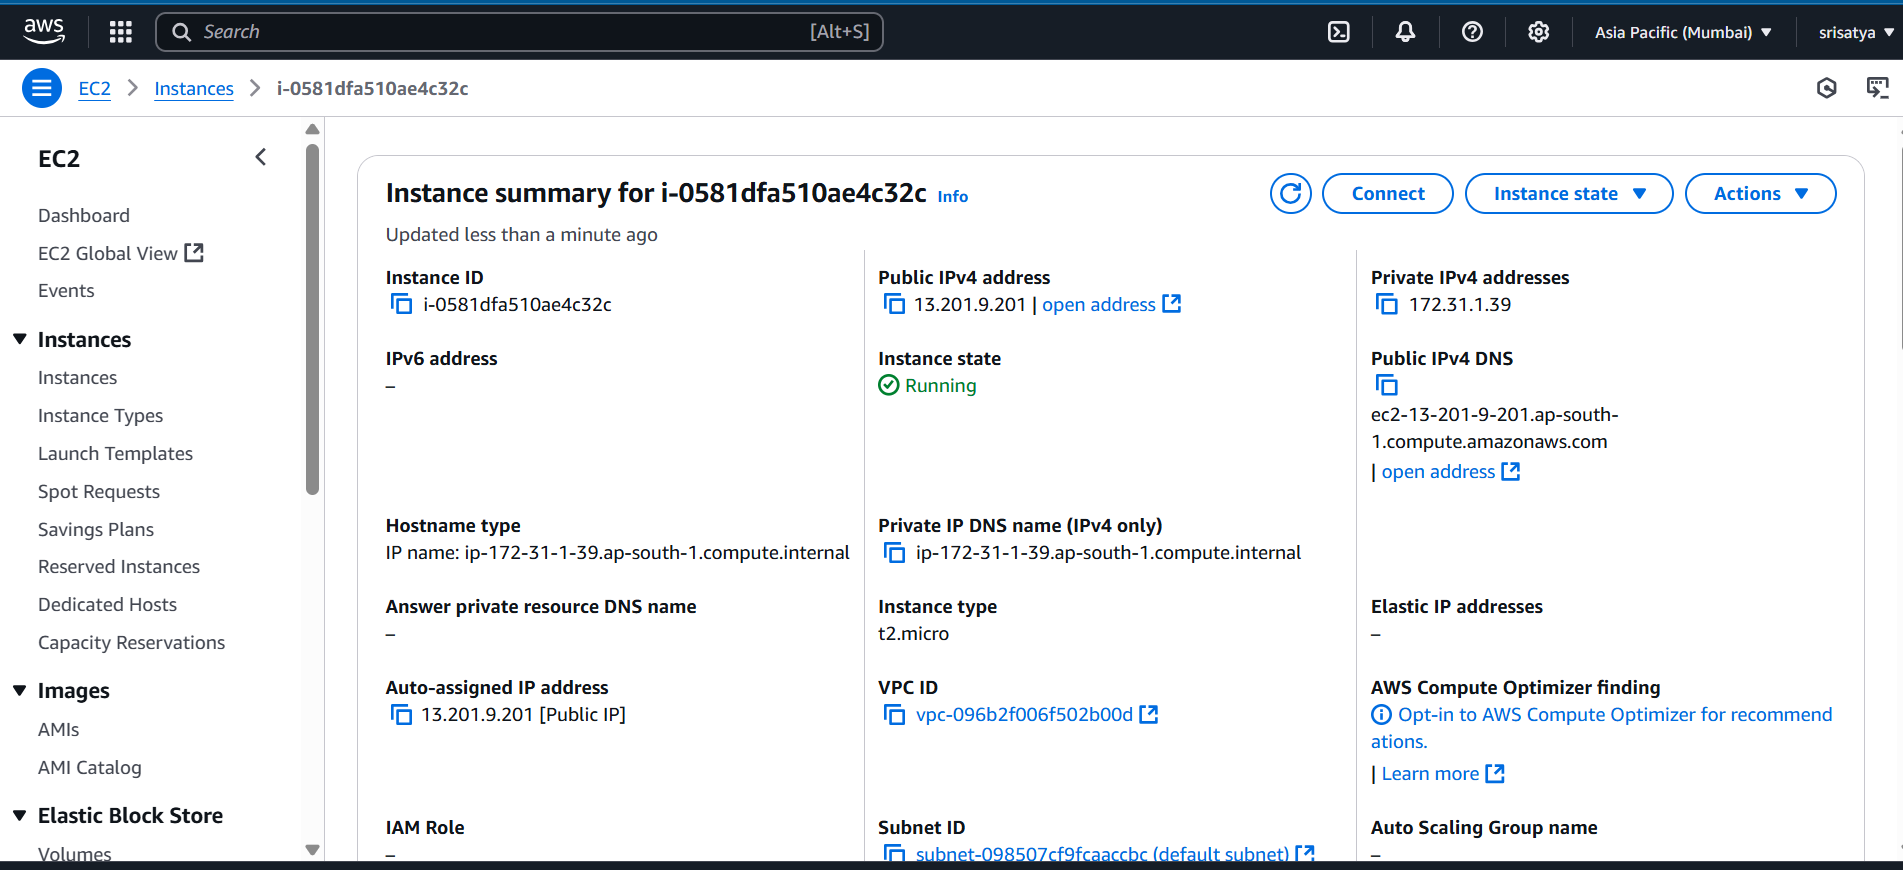 aws
Search [Alt+S]
Asia Pacific (Mumbai)
srisatya
EC2
Instances
i-0581dfa510ae4c32c
EC2
Dashboard
EC2 Global View
Events
Instances
Instances
Instance Types
Launch Templates
Spot Requests
Savings Plans
Reserved Instances
Dedicated Hosts
Capacity Reservations
Images
AMIs
AMI Catalog
Elastic Block Store
Volumes
Instance summary for i-0581dfa510ae4c32c Info
Updated less than a minute ago
Connect
Instance state
Actions
Instance ID
i-0581dfa510ae4c32c
Public IPv4 address
13.201.9.201 | open address
Private IPv4 addresses
172.31.1.39
IPv6 address
–
Instance state
Running
Public IPv4 DNS
ec2-13-201-9-201.ap-south-
1.compute.amazonaws.com
| open address
Hostname type
IP name: ip-172-31-1-39.ap-south-1.compute.internal
Private IP DNS name (IPv4 only)
ip-172-31-1-39.ap-south-1.compute.internal
Answer private resource DNS name
–
Instance type
t2.micro
Elastic IP addresses
–
Auto-assigned IP address
13.201.9.201 [Public IP]
VPC ID
vpc-096b2f006f502b00d
AWS Compute Optimizer finding
Opt-in to AWS Compute Optimizer for recommend
ations.
| Learn more
IAM Role
–
Subnet ID
subnet-098507cf9fcaaccbc (default subnet)
Auto Scaling Group name
–